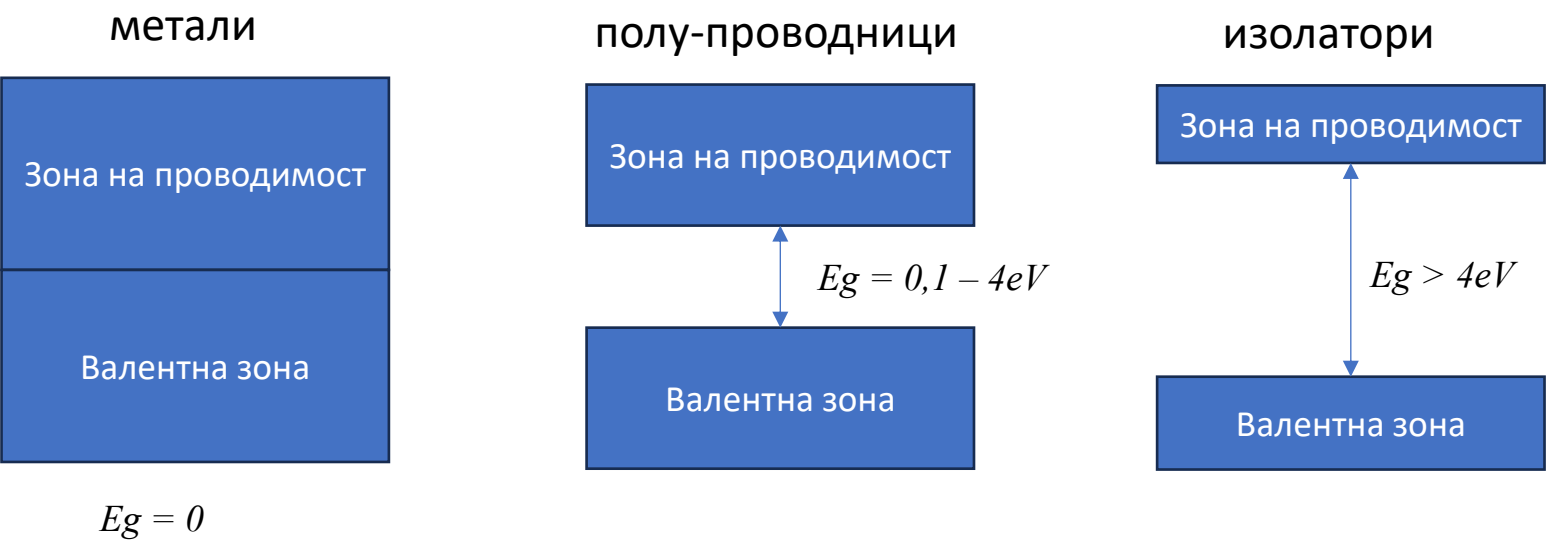 метали
Зона на проводимост
Валентна зона
Eg = 0
полу-проводници
Зона на проводимост
Eg = 0,1 – 4eV
Валентна зона
изолатори
Зона на проводимост
Eg > 4eV
Валентна зона